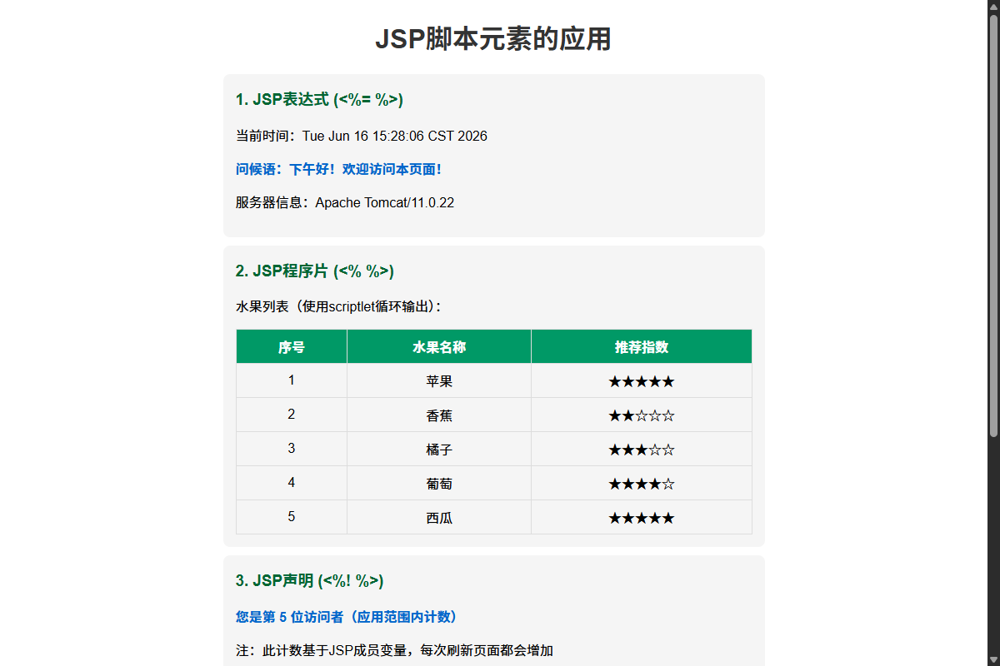 JSP脚本元素的应用
1. JSP表达式 (<%= %>)
当前时间：Tue Jun 16 15:28:06 CST 2026
问候语：下午好！欢迎访问本页面！
服务器信息：Apache Tomcat/11.0.22
2. JSP程序片 (<% %>)
水果列表（使用scriptlet循环输出）：
序号 水果名称 推荐指数
1 苹果 ★★★★★
2 香蕉 ★★☆☆☆
3 橘子 ★★★☆☆
4 葡萄 ★★★★☆
5 西瓜 ★★★★★
3. JSP声明 (<%! %>)
您是第 5 位访问者（应用范围内计数）
注：此计数基于JSP成员变量，每次刷新页面都会增加